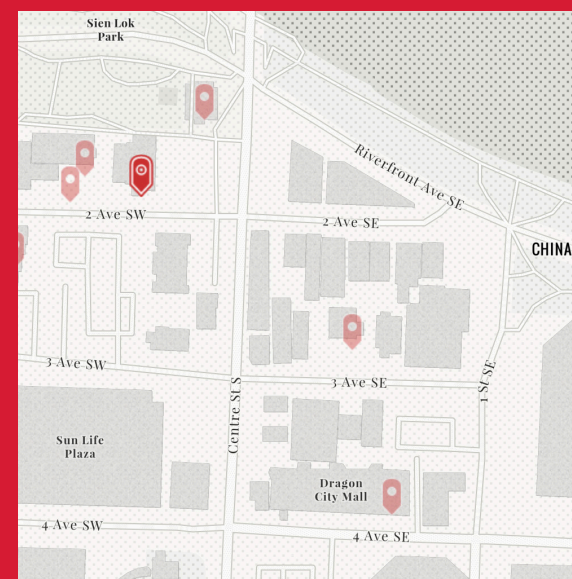 Sien Lok
Park
Riverfront Ave SE
2 Ave SW
2 Ave SE
CHINA
3 Ave SW
3 Ave SE
1 St SE
Centre St S
Sun Life
Plaza
Dragon
City Mall
4 Ave SW
4 Ave SE